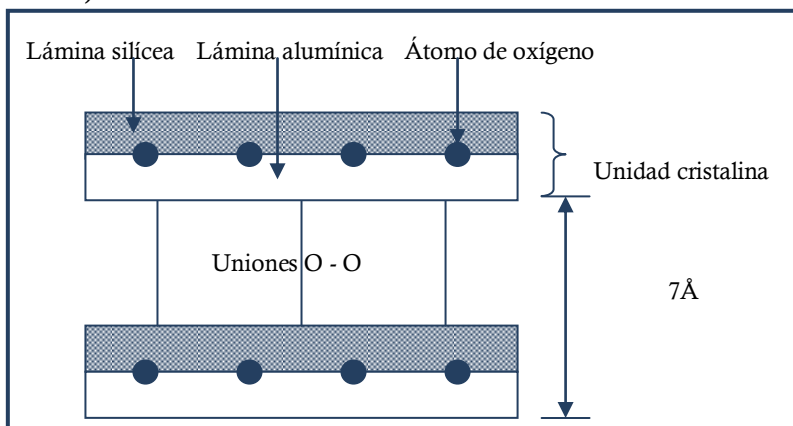 Lámina silícea Lámina alumínica Átomo de oxígeno
Unidad cristalina
Uniones O - O
7Å